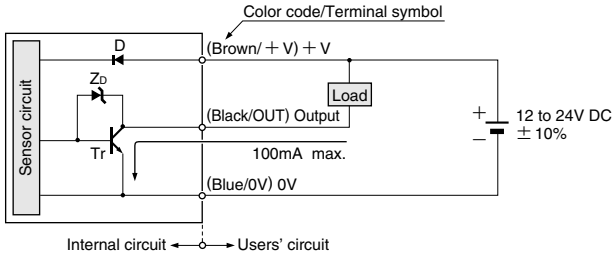 Color code/Terminal symbol
D
(Brown/＋V)＋V
ZD
Sensor circuit
Load
(Black/OUT) Output
Tr
100mA max.
+
−
12 to 24V DC
±10%
(Blue/0V) 0V
Internal circuit
Users' circuit